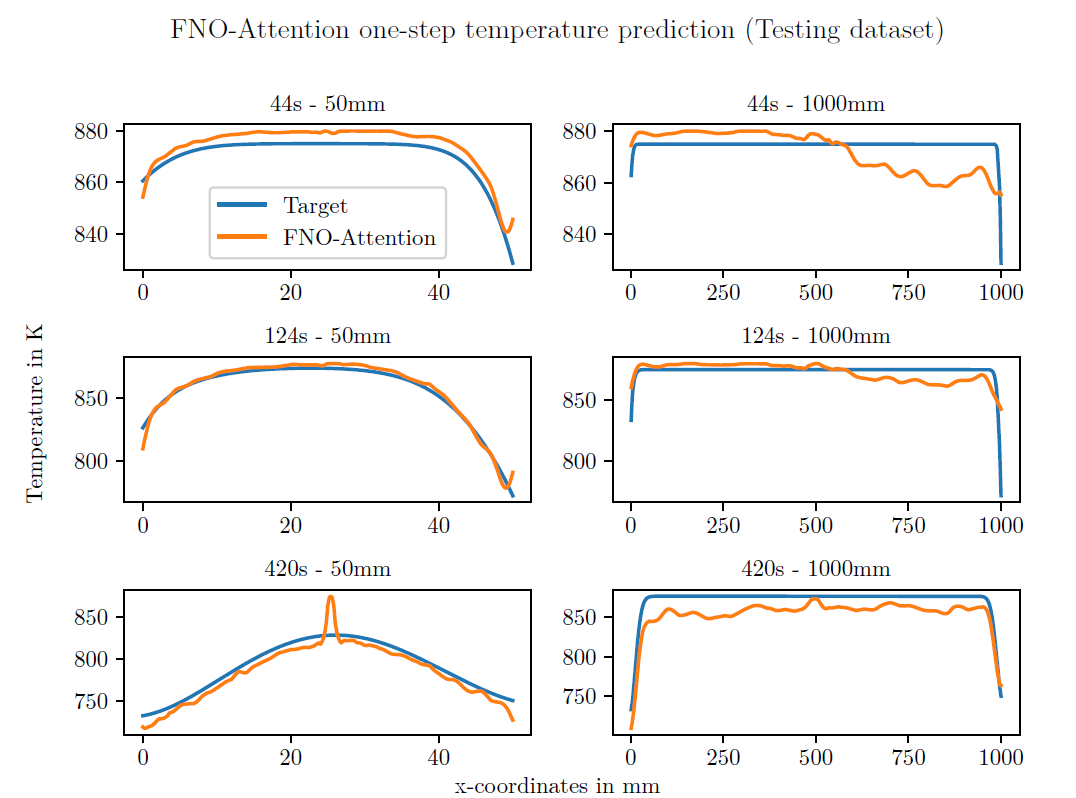 FNO-Attention one-step temperature prediction (Testing dataset)
44s - 50mm
44s - 1000mm
880
860
840
Target
FNO-Attention
0 20 40
880
860
840
0 250 500 750 1000
Temperature in K
124s - 50mm
124s - 1000mm
850
800
0 20 40
850
800
0 250 500 750 1000
420s - 50mm
420s - 1000mm
850
800
750
0 20 40
850
800
750
0 250 500 750 1000
x-coordinates in mm